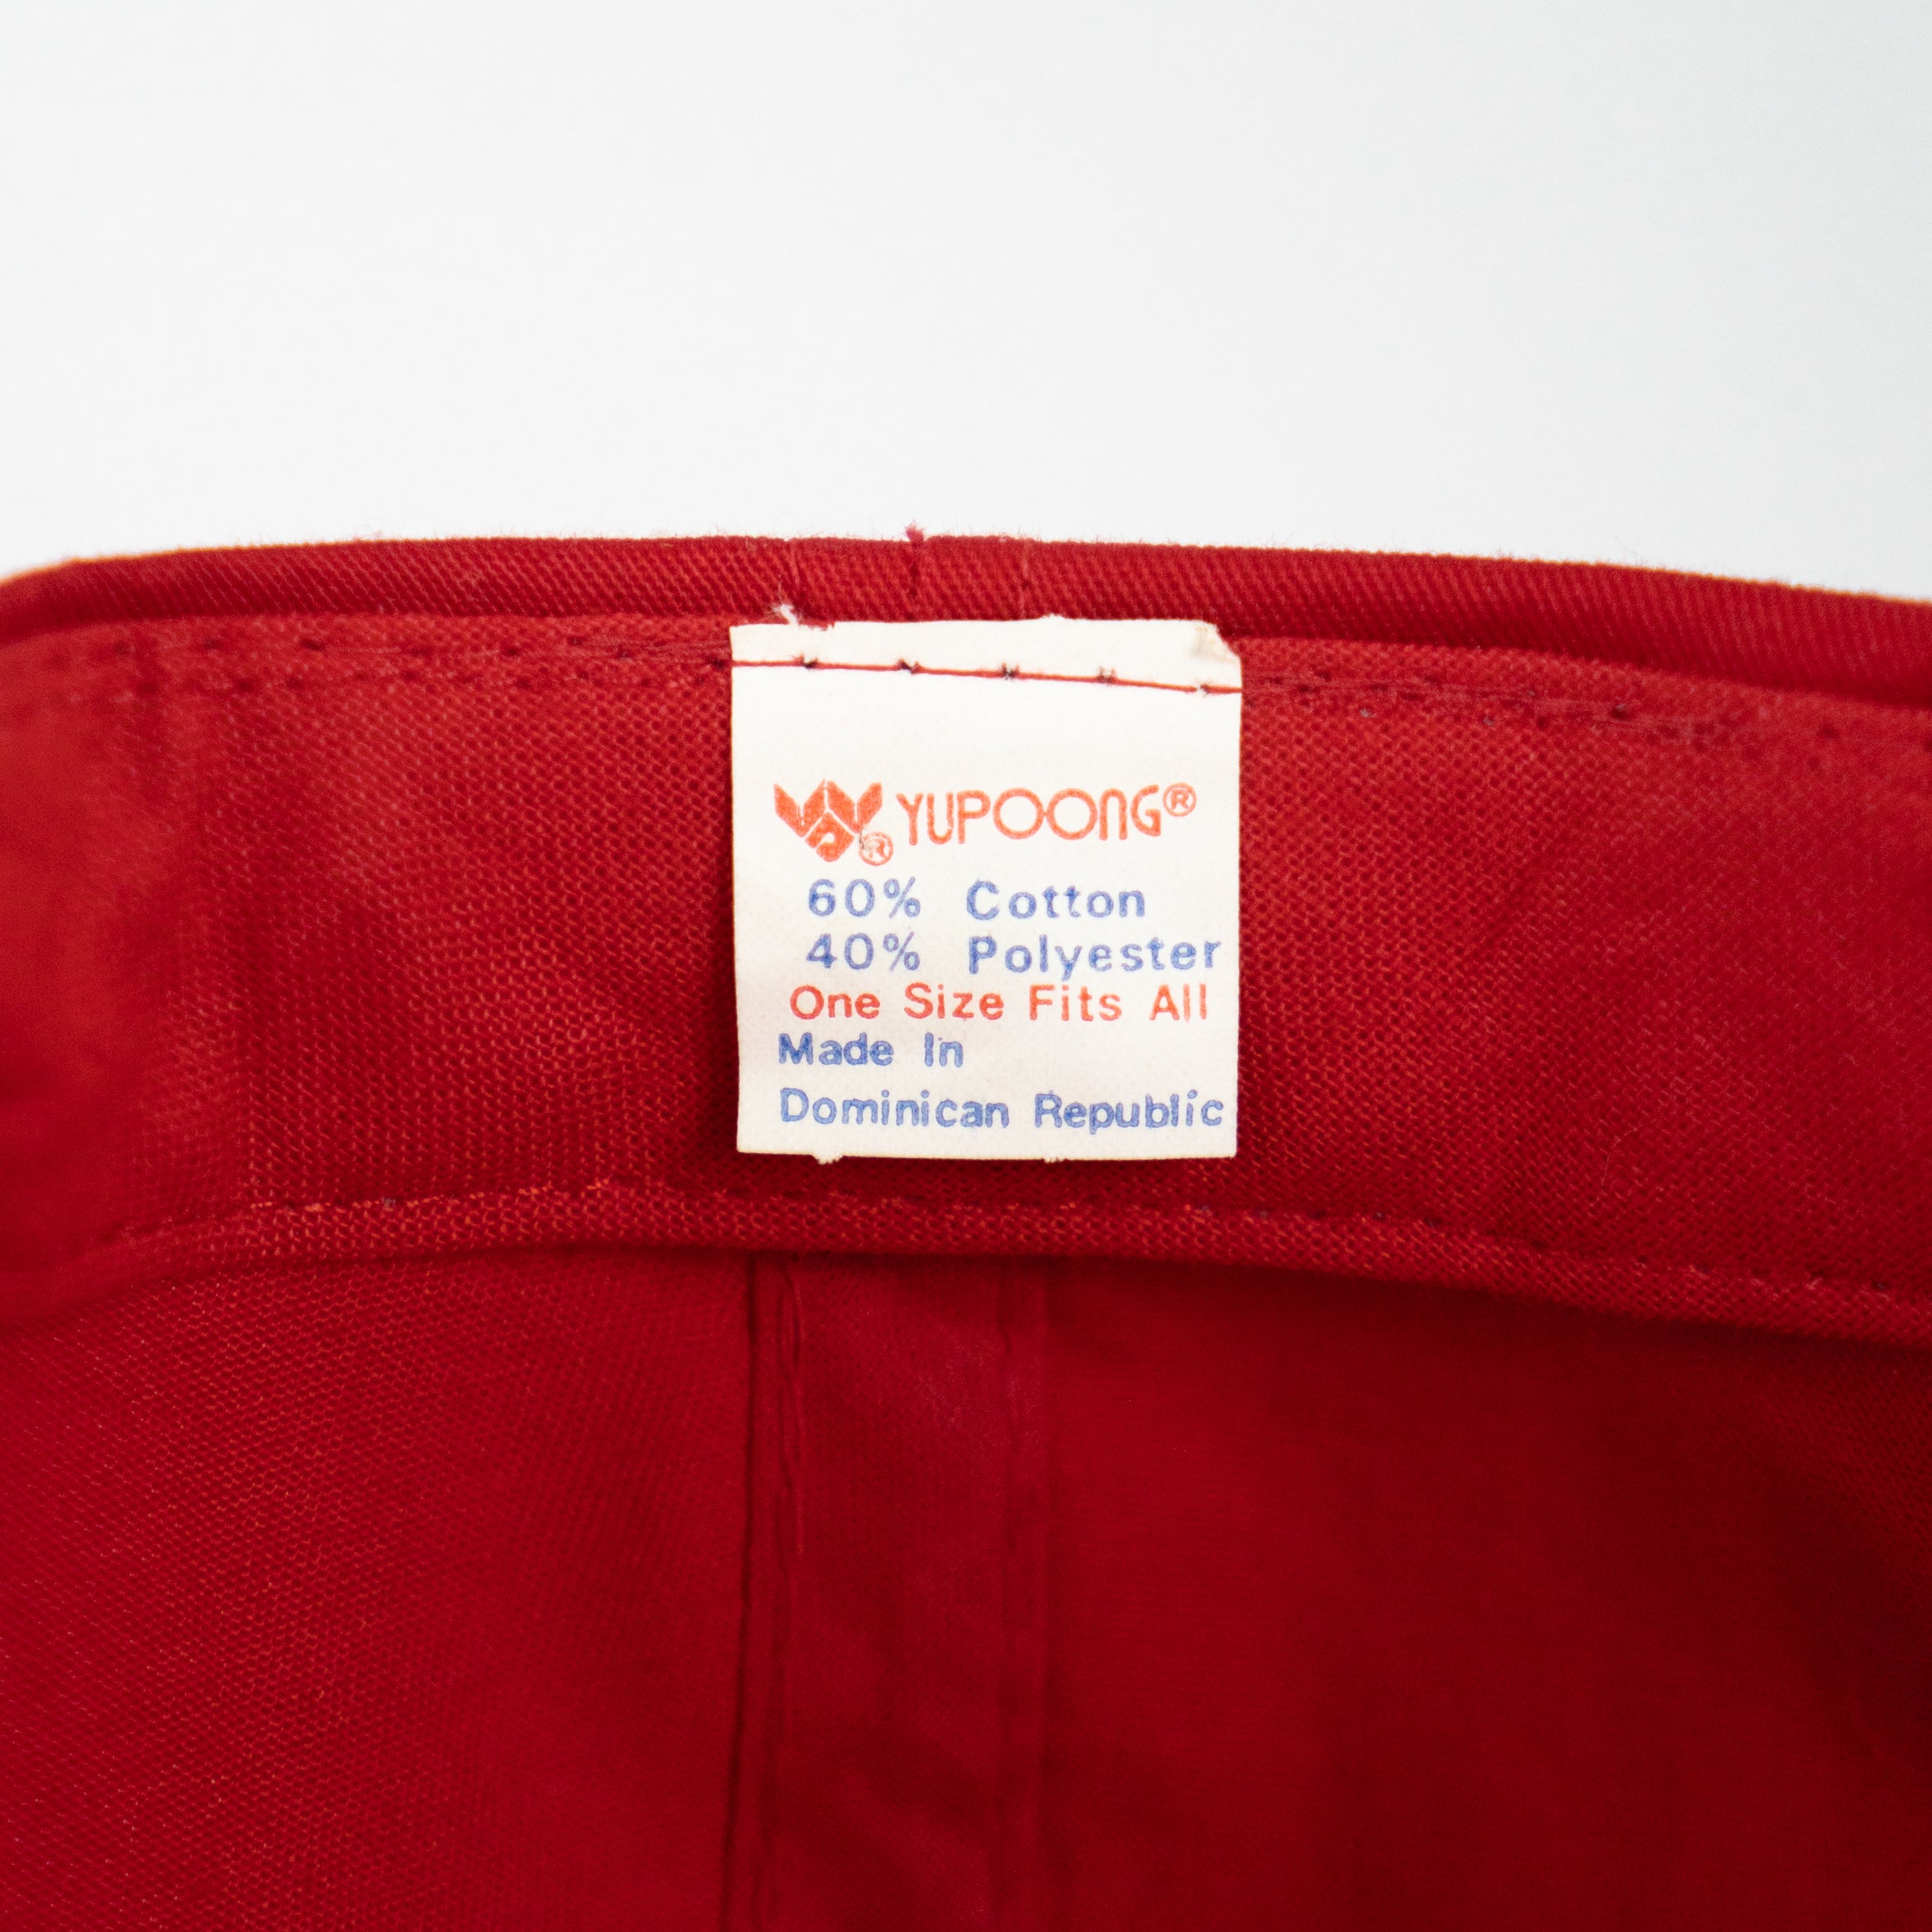 YUPOONG®
®
60% Cotton
40% Polyester
One Size Fits All
Made In
Dominican Republic